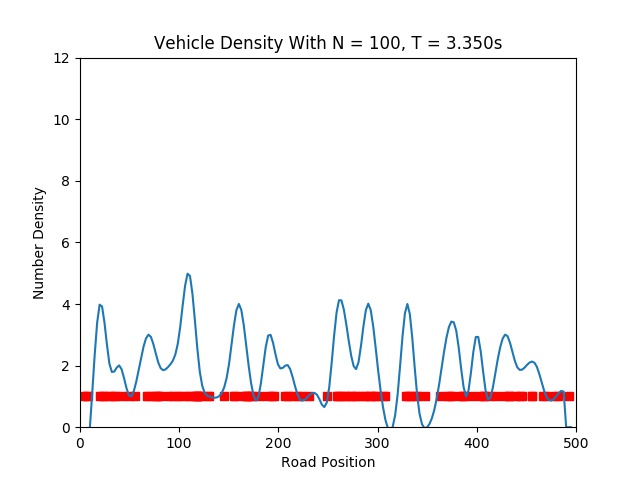 Vehicle Density With N = 100, T = 3.350s
12
10
8
6
4
2
0
Number Density
0 100 200 300 400 500
Road Position